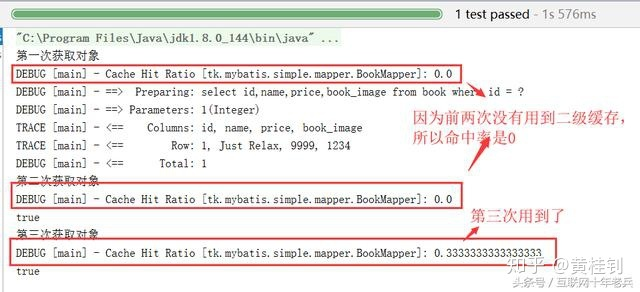 1 test passed - 1s 576ms
"C:\Program Files\Java\jdk1.8.0_144\bin\java" ...
第一次获取对象
DEBUG [main] - Cache Hit Ratio [tk.mybatis.simple.mapper.BookMapper]: 0.0
DEBUG [main] - ==>  Preparing: select id,name,price,book_image from book where id = ?
DEBUG [main] - ==> Parameters: 1(Integer)
TRACE [main] - <==    Columns: id, name, price, book_image
TRACE [main] - <==        Row: 1, Just Relax, 9999, 1234
DEBUG [main] - <==      Total: 1
因为前两次没有用到二级缓存，
所以命中率是0
第二次获取对象
DEBUG [main] - Cache Hit Ratio [tk.mybatis.simple.mapper.BookMapper]: 0.0
true
第三次用到了
第三次获取对象
DEBUG [main] - Cache Hit Ratio [tk.mybatis.simple.mapper.BookMapper]: 0.3333333333333333
true
知乎 @黄桂钊
头条号 / 互联网十年老兵